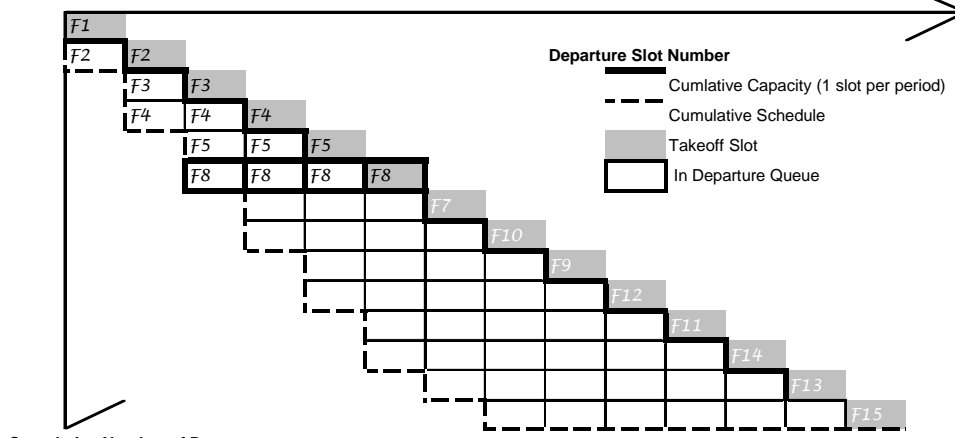 F1
F2 F2
F3 F3
F4 F4 F4
F5 F5 F5
F8 F8 F8 F8
F7
F10
F9
F12
F11
F14
F13
F15
Departure Slot Number
Cumlative Capacity (1 slot per period)
Cumulative Schedule
Takeoff Slot
In Departure Queue